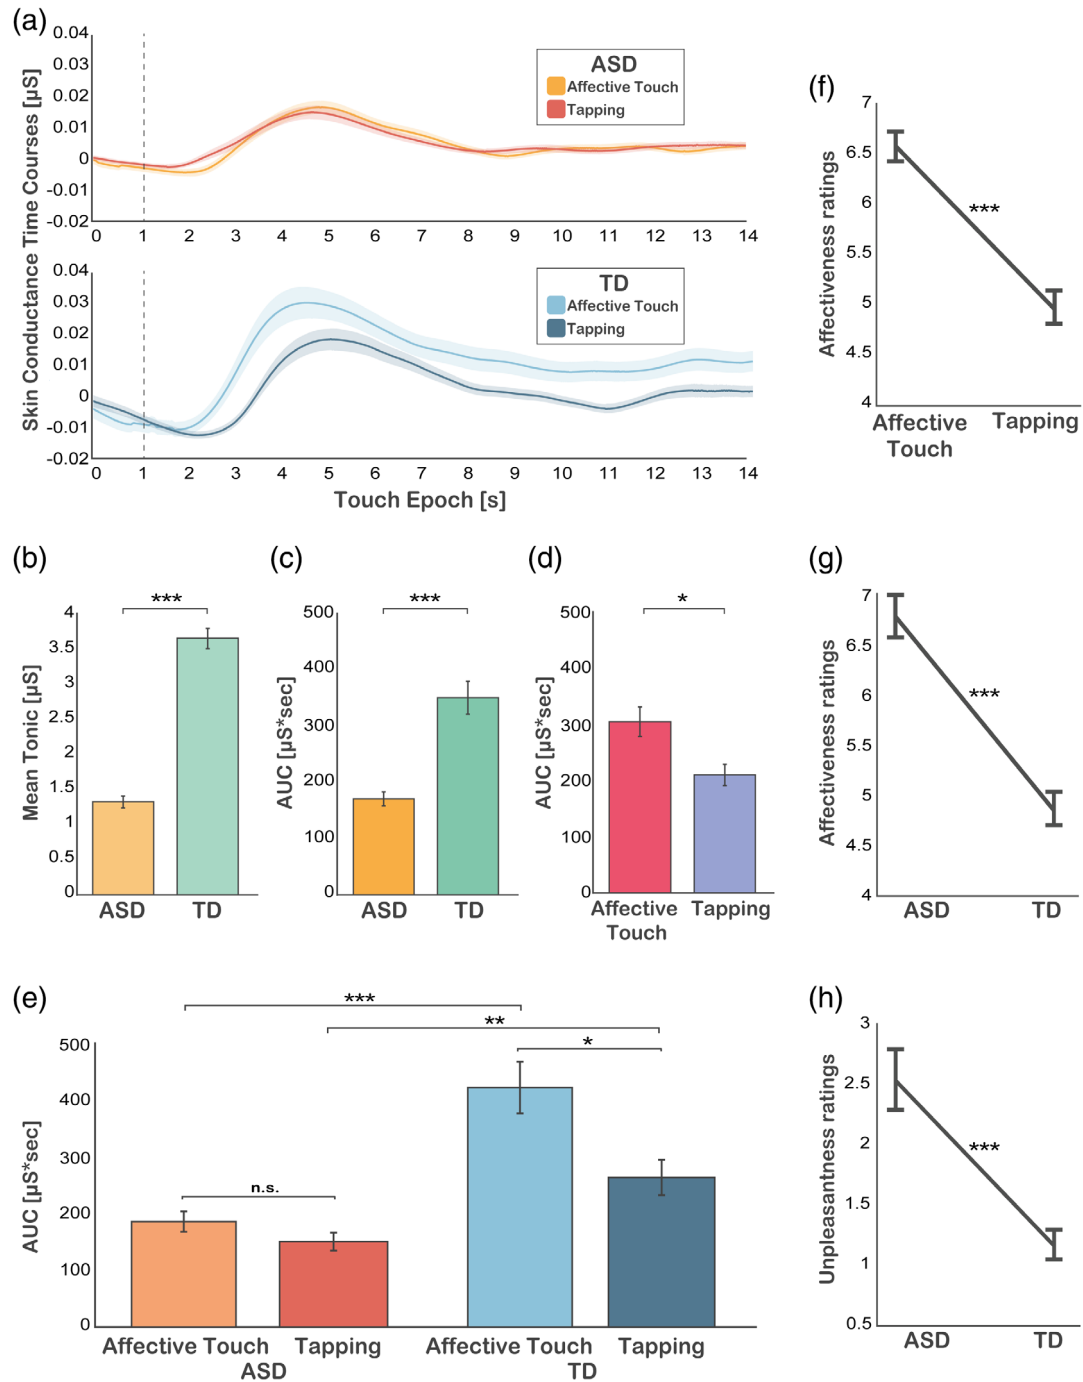 (a)
Skin Conductance Time Courses [µS]
0.04
0.03
0.02
0.01
0
-0.01
-0.02
0 1 2 3 4 5 6 7 8 9 10 11 12 13 14
ASD
Affective Touch
Tapping
0.04
0.03
0.02
0.01
0
-0.01
-0.02
0 1 2 3 4 5 6 7 8 9 10 11 12 13 14
TD
Affective Touch
Tapping
Touch Epoch [s]
(f)
Affectiveness ratings
7
6.5
6
5.5
5
4.5
4
***
Affective
Touch
Tapping
(b)
Mean Tonic [µS]
4
3.5
3
2.5
2
1.5
1
0.5
0
***
ASD TD
(c)
AUC [µS*sec]
500
400
300
200
100
0
***
ASD TD
(d)
AUC [µS*sec]
500
400
300
200
100
0
*
Affective
Touch
Tapping
(g)
Affectiveness ratings
7
6.5
6
5.5
5
4.5
4
***
ASD TD
(e)
AUC [µS*sec]
500
400
300
200
100
0
***
**
*
n.s.
Affective Touch Tapping Affective Touch Tapping
ASD TD
(h)
Unpleasantness ratings
3
2.5
2
1.5
1
0.5
***
ASD TD